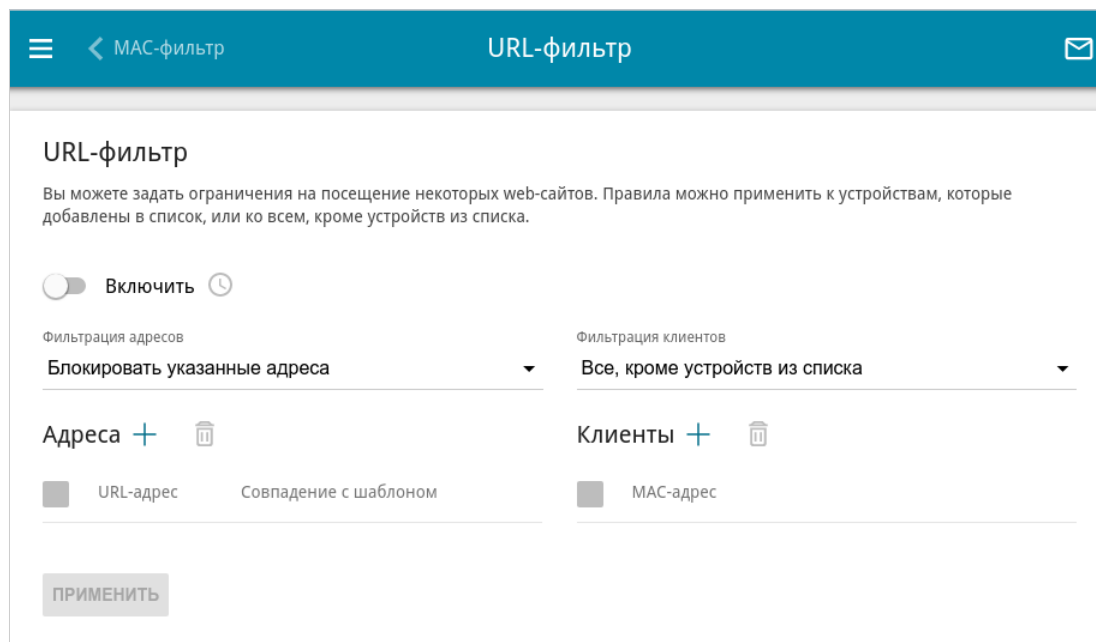 МАС-фильтр
URL-фильтр
URL-фильтр
Вы можете задать ограничения на посещение некоторых web-сайтов. Правила можно применить к устройствам, которые
добавлены в список, или ко всем, кроме устройств из списка.
Включить
Фильтрация адресов
Фильтрация клиентов
Блокировать указанные адреса
Все, кроме устройств из списка
Адреса
Клиенты
URL-адрес
Совпадение с шаблоном
МАС-адрес
ПРИМЕНИТЬ